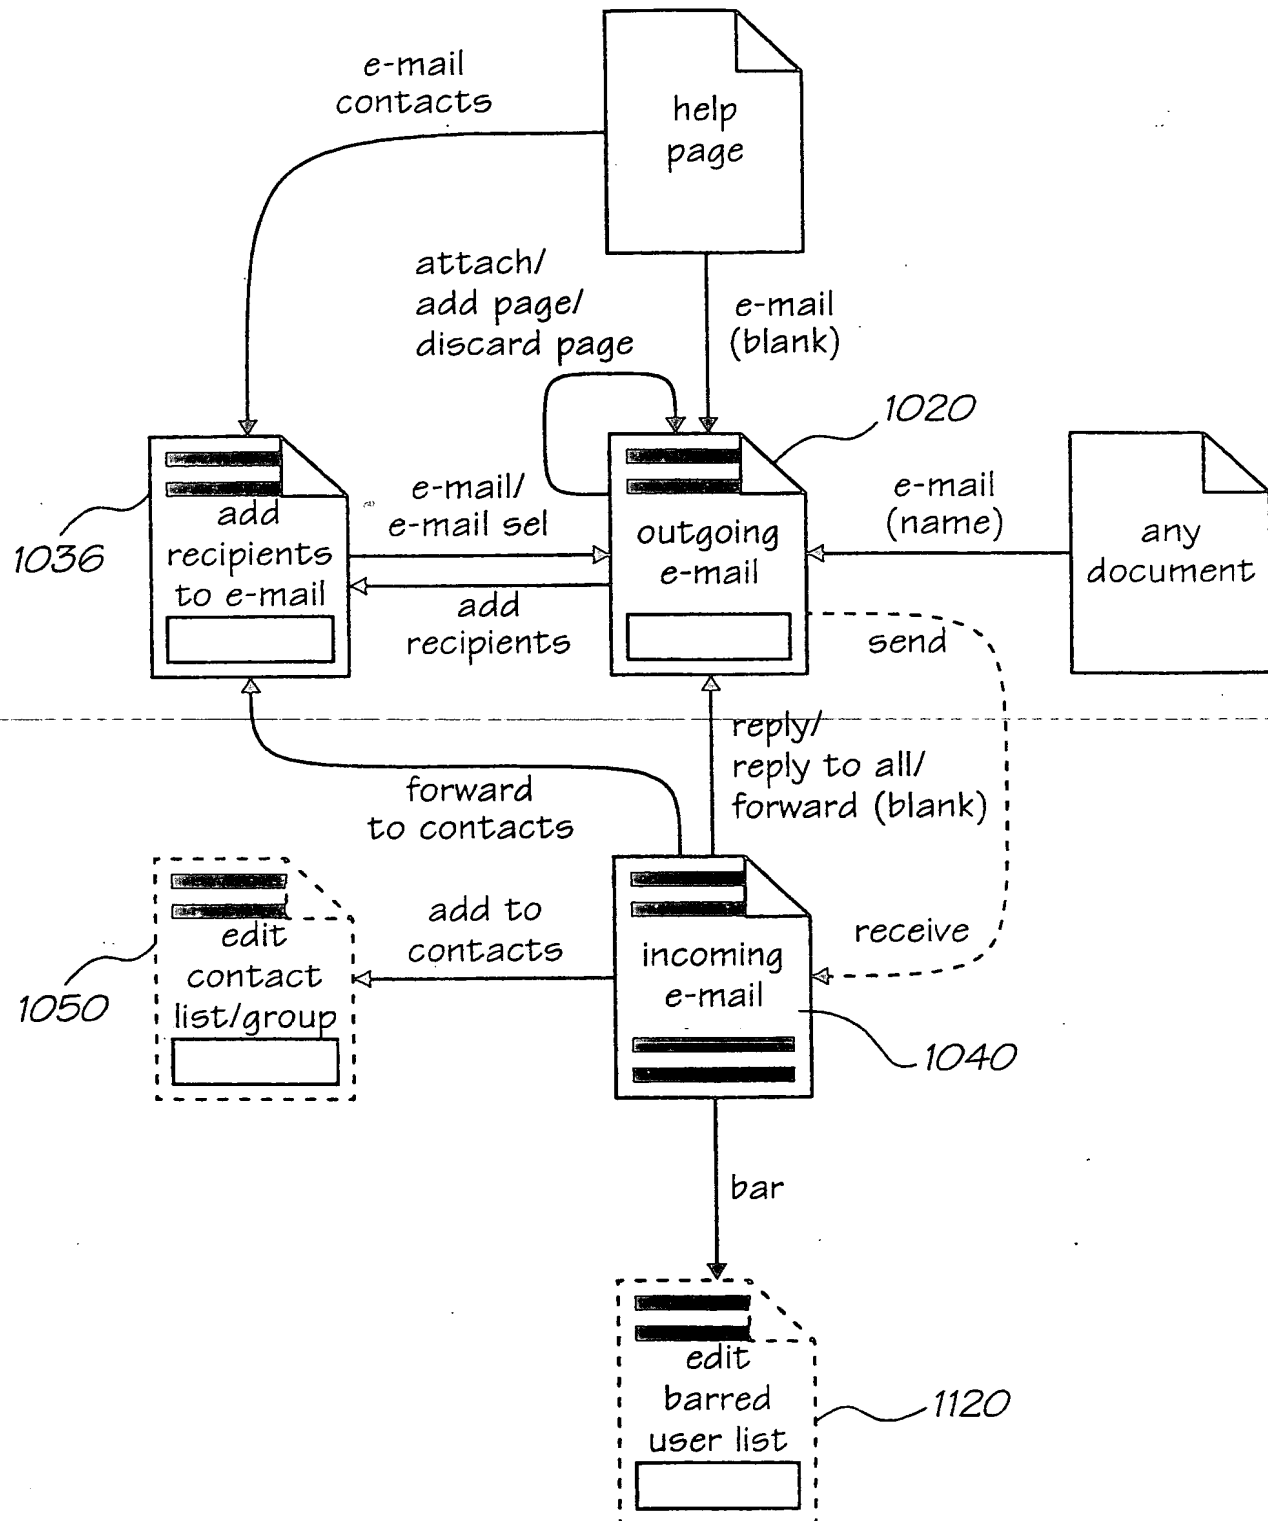 e-mail
contacts
help
page
attach/
add page/
discard page
e-mail
(blank)
1020
1036
add
recipients
to e-mail
e-mail/
e-mail sel
add
recipients
outgoing
e-mail
e-mail
(name)
any
document
send
reply/
reply to all/
forward (blank)
forward
to contacts
receive
1050
edit
contact
list/group
add to
contacts
incoming
e-mail
1040
bar
edit
barred
user list
1120